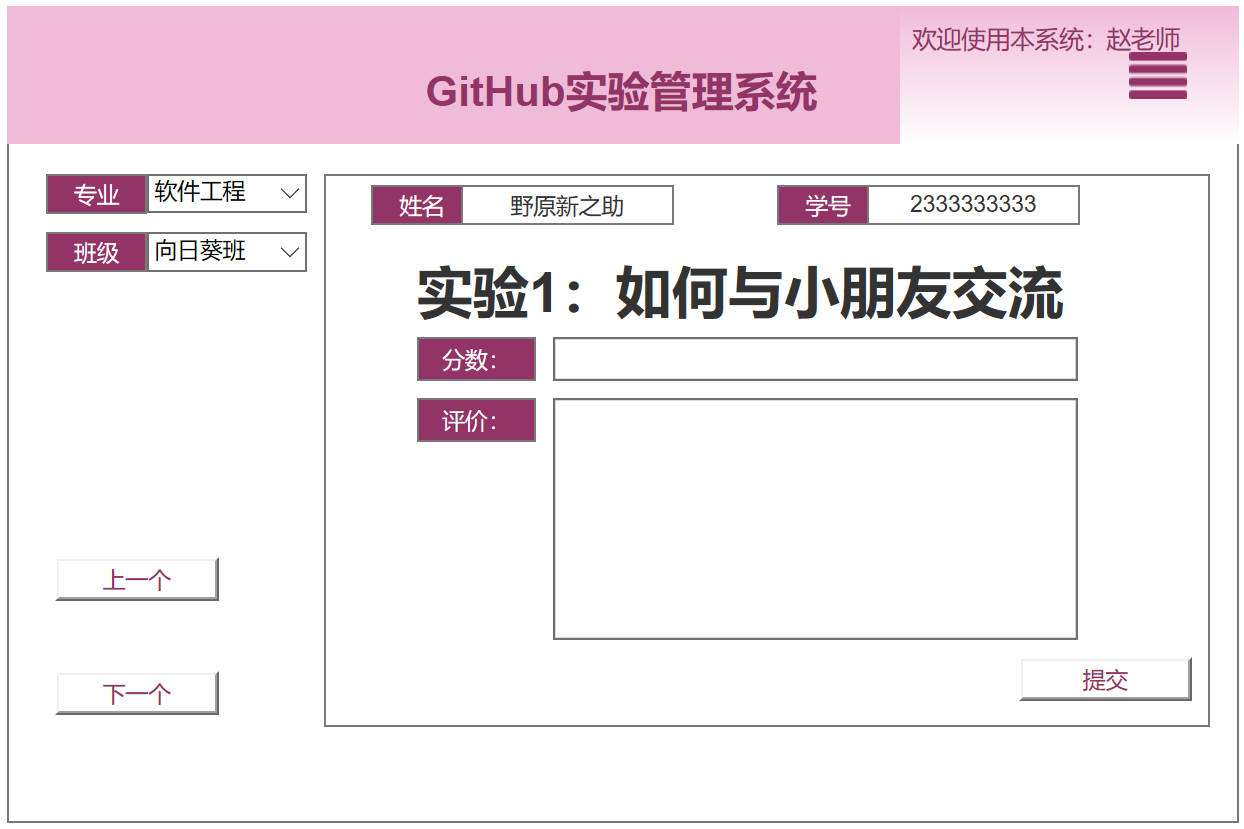 欢迎使用本系统：赵老师
GitHub实验管理系统
专业 软件工程
班级 向日葵班
姓名 野原新之助 学号 2333333333
实验1：如何与小朋友交流
分数：
评价：
上一个
下一个
提交